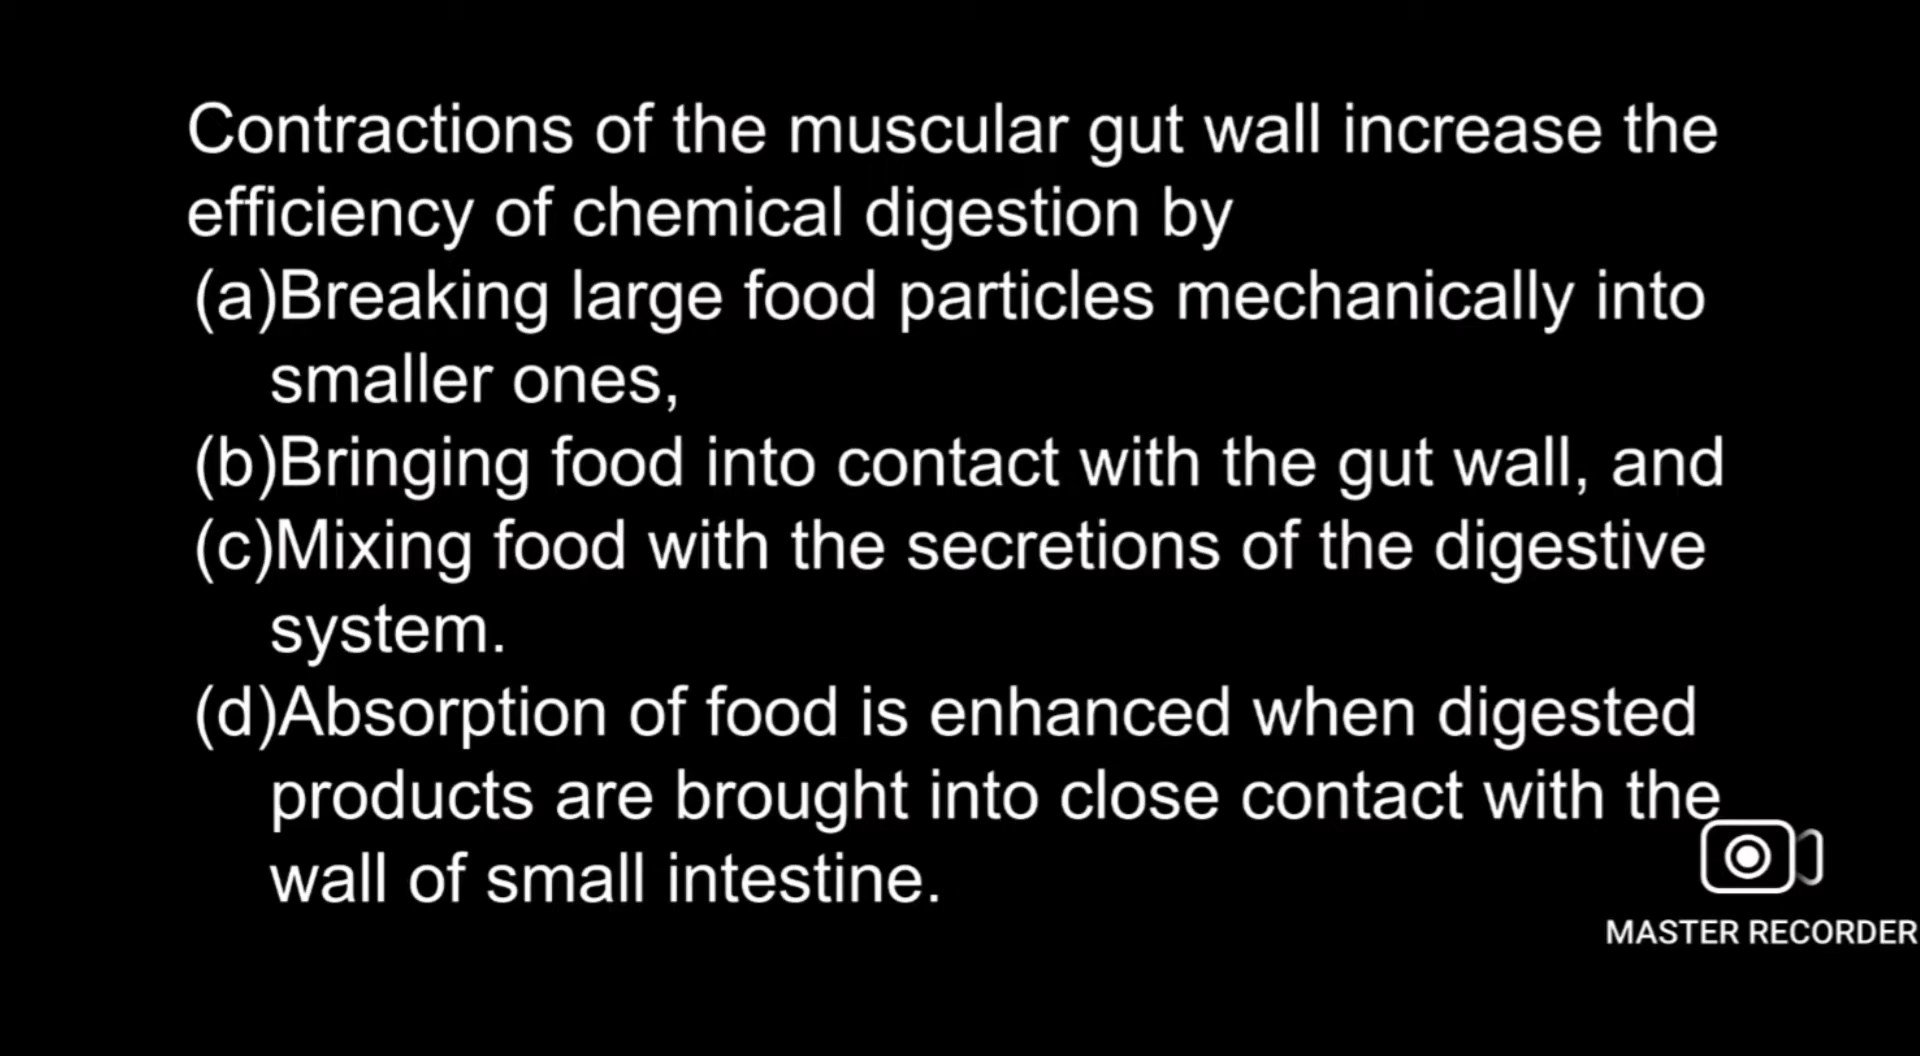 Contractions of the muscular gut wall increase the
efficiency of chemical digestion by
(a)Breaking large food particles mechanically into
smaller ones,
(b)Bringing food into contact with the gut wall, and
(c)Mixing food with the secretions of the digestive
system.
(d)Absorption of food is enhanced when digested
products are brought into close contact with the
wall of small intestine.
MASTER RECORDER